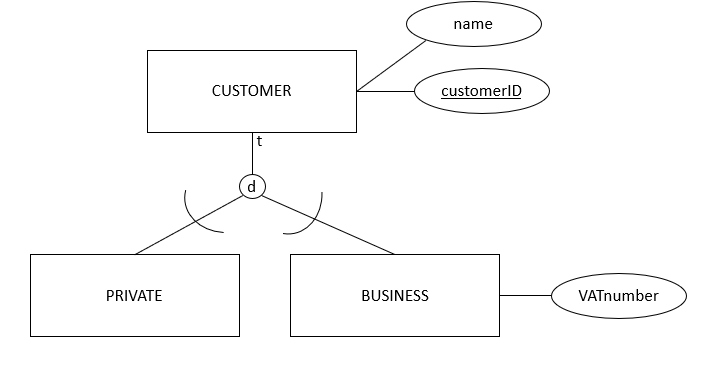 name
CUSTOMER
customerID
t
d
PRIVATE
BUSINESS
VATnumber